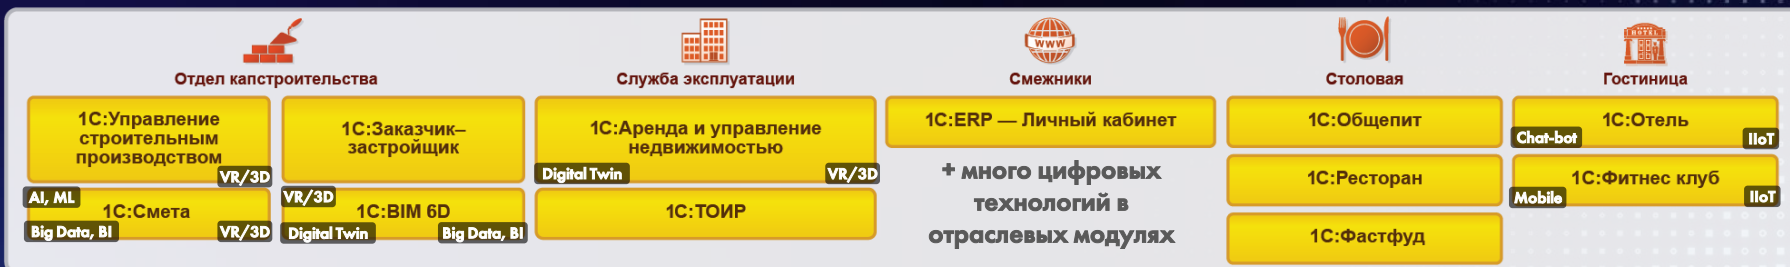 WWW
HOTEL
Отдел капстроительства
Служба эксплуатации
Смежники
Столовая
Гостиница
1С:Управление
строительным
производством
VR/3D
1С:Заказчик–
застройщик
1С:Аренда и управление
недвижимостью
Digital Twin
VR/3D
1С:ERP — Личный кабинет
1С:Общепит
1С:Отель
Chat-bot
IIoT
AI, ML
1С:Смета
Big Data, BI
VR/3D
VR/3D
1С:BIM 6D
Digital Twin
Big Data, BI
1С:ТОИР
+ много цифровых
технологий в
отраслевых модулях
1С:Ресторан
1С:Фитнес клуб
Mobile
IIoT
1С:Фастфуд